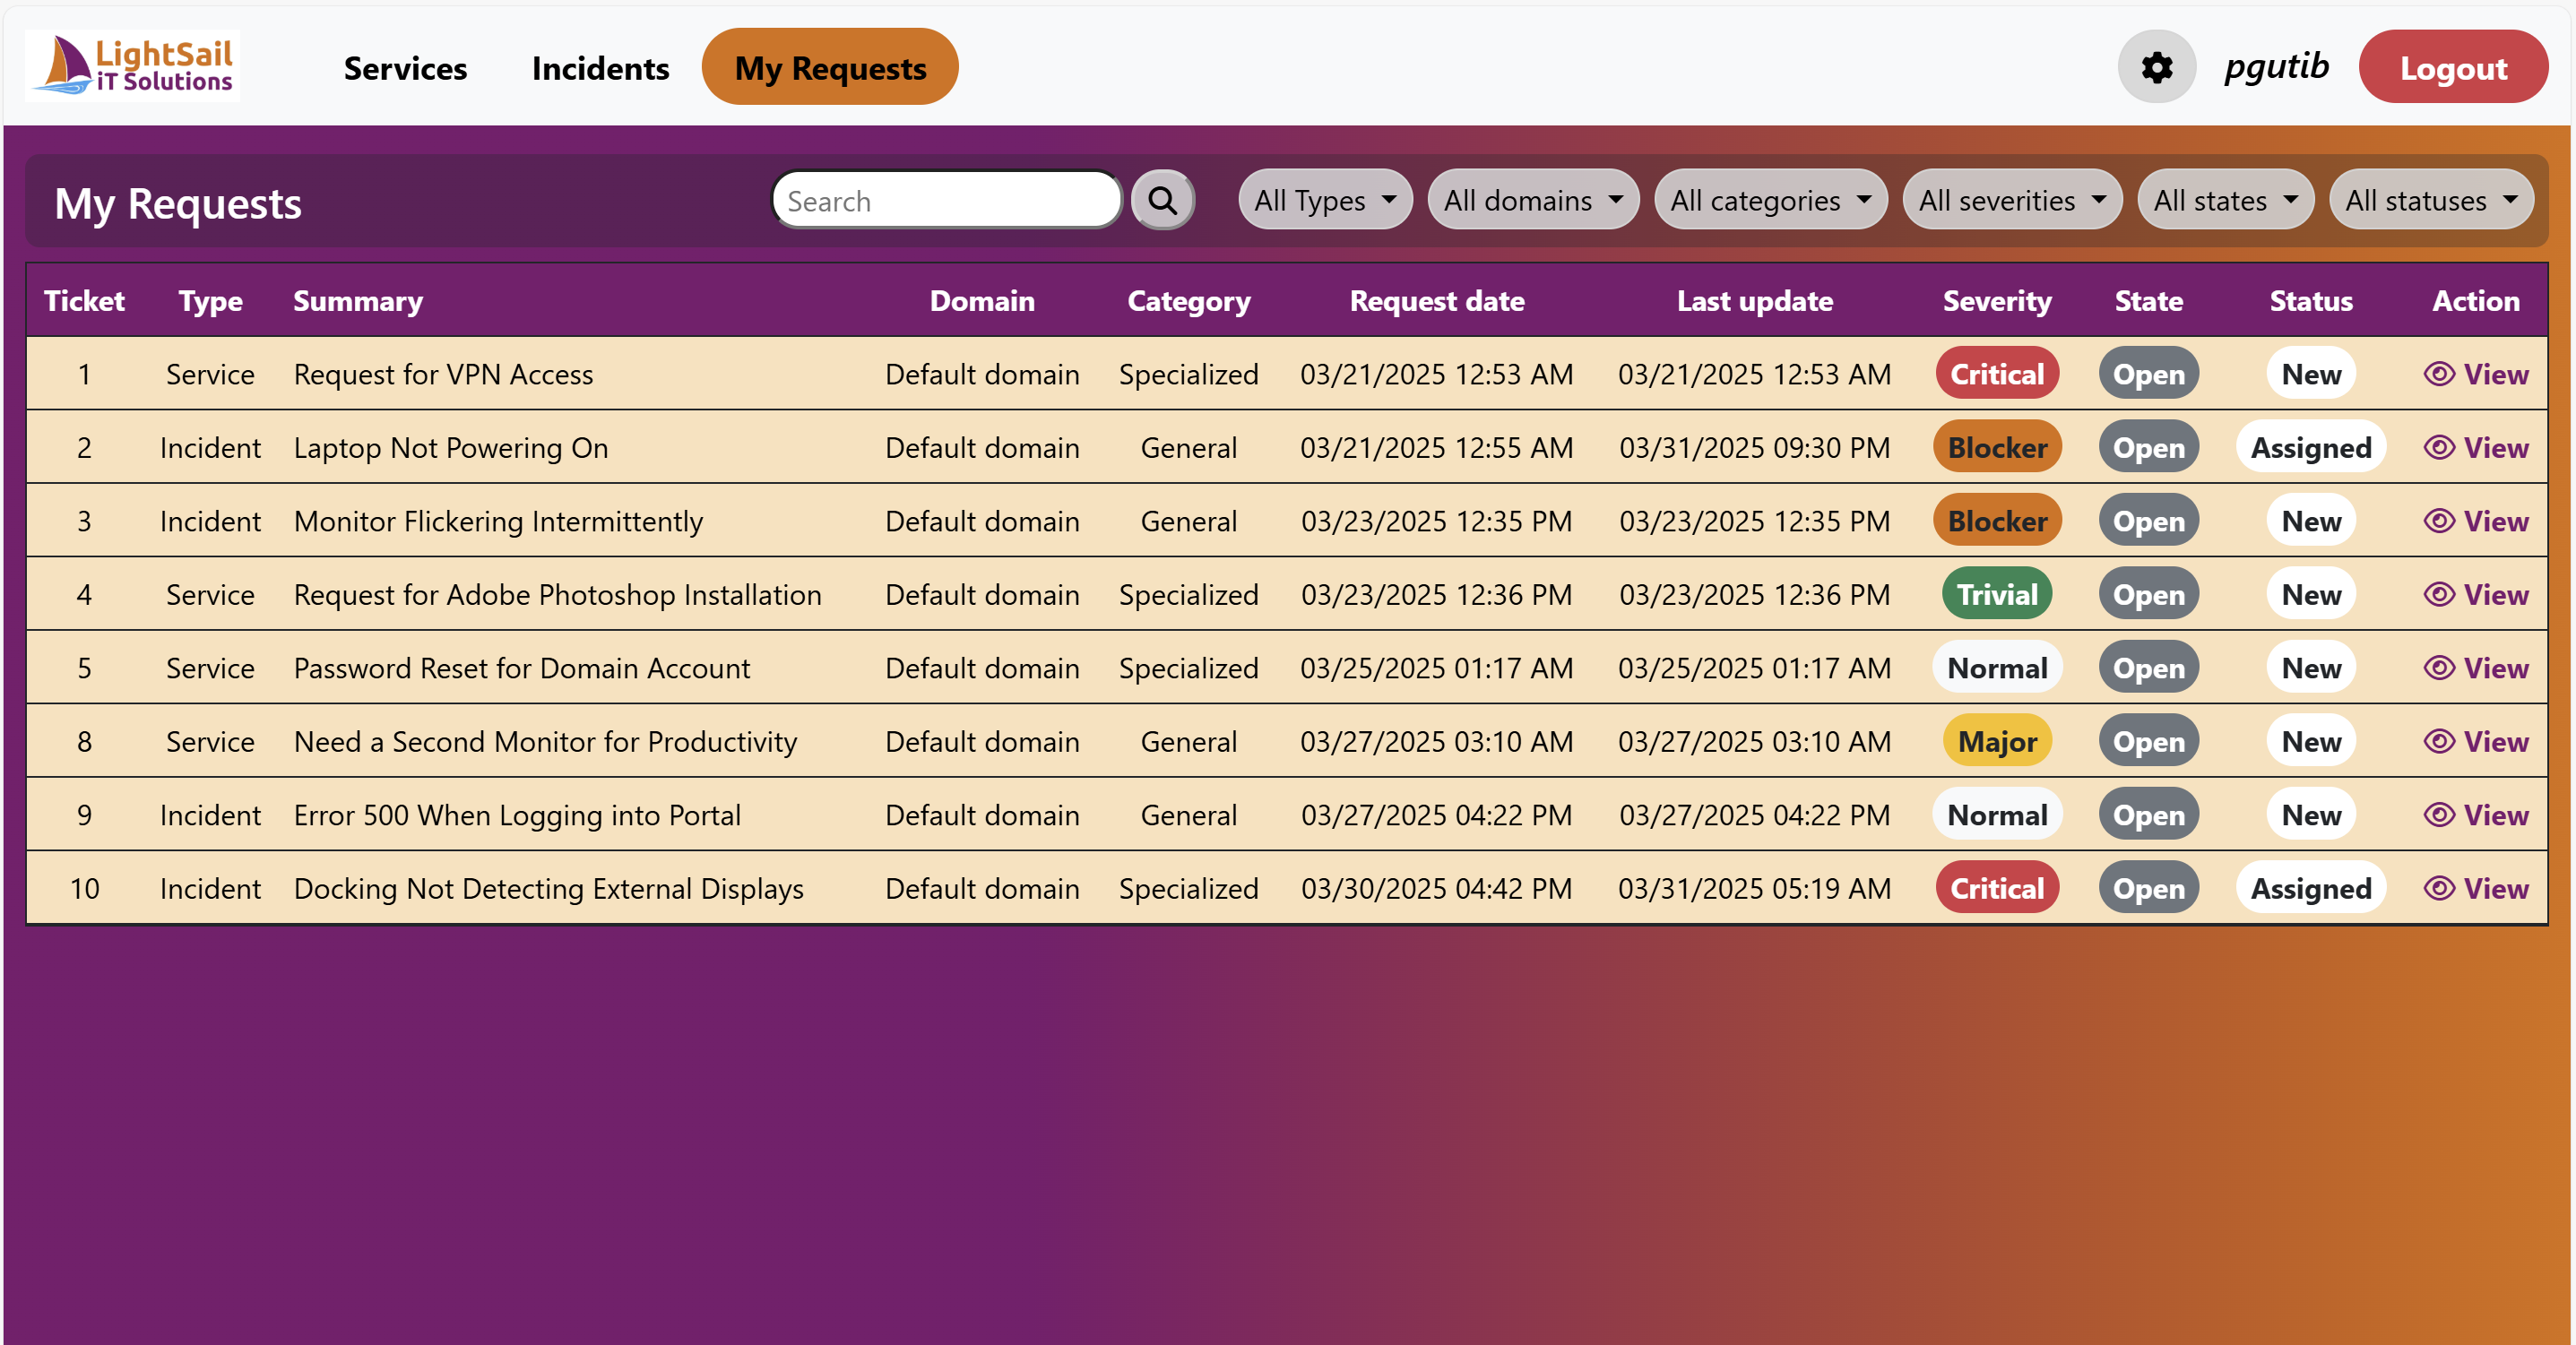 LightSail
iT Solutions
Services Incidents My Requests pgutib Logout
My Requests Search All Types All domains All categories All severities All states All statuses
Ticket Type Summary Domain Category Request date Last update Severity State Status Action
1 Service Request for VPN Access Default domain Specialized 03/21/2025 12:53 AM 03/21/2025 12:53 AM Critical Open New View
2 Incident Laptop Not Powering On Default domain General 03/21/2025 12:55 AM 03/31/2025 09:30 PM Blocker Open Assigned View
3 Incident Monitor Flickering Intermittently Default domain General 03/23/2025 12:35 PM 03/23/2025 12:35 PM Blocker Open New View
4 Service Request for Adobe Photoshop Installation Default domain Specialized 03/23/2025 12:36 PM 03/23/2025 12:36 PM Trivial Open New View
5 Service Password Reset for Domain Account Default domain Specialized 03/25/2025 01:17 AM 03/25/2025 01:17 AM Normal Open New View
8 Service Need a Second Monitor for Productivity Default domain General 03/27/2025 03:10 AM 03/27/2025 03:10 AM Major Open New View
9 Incident Error 500 When Logging into Portal Default domain General 03/27/2025 04:22 PM 03/27/2025 04:22 PM Normal Open New View
10 Incident Docking Not Detecting External Displays Default domain Specialized 03/30/2025 04:42 PM 03/31/2025 05:19 AM Critical Open Assigned View